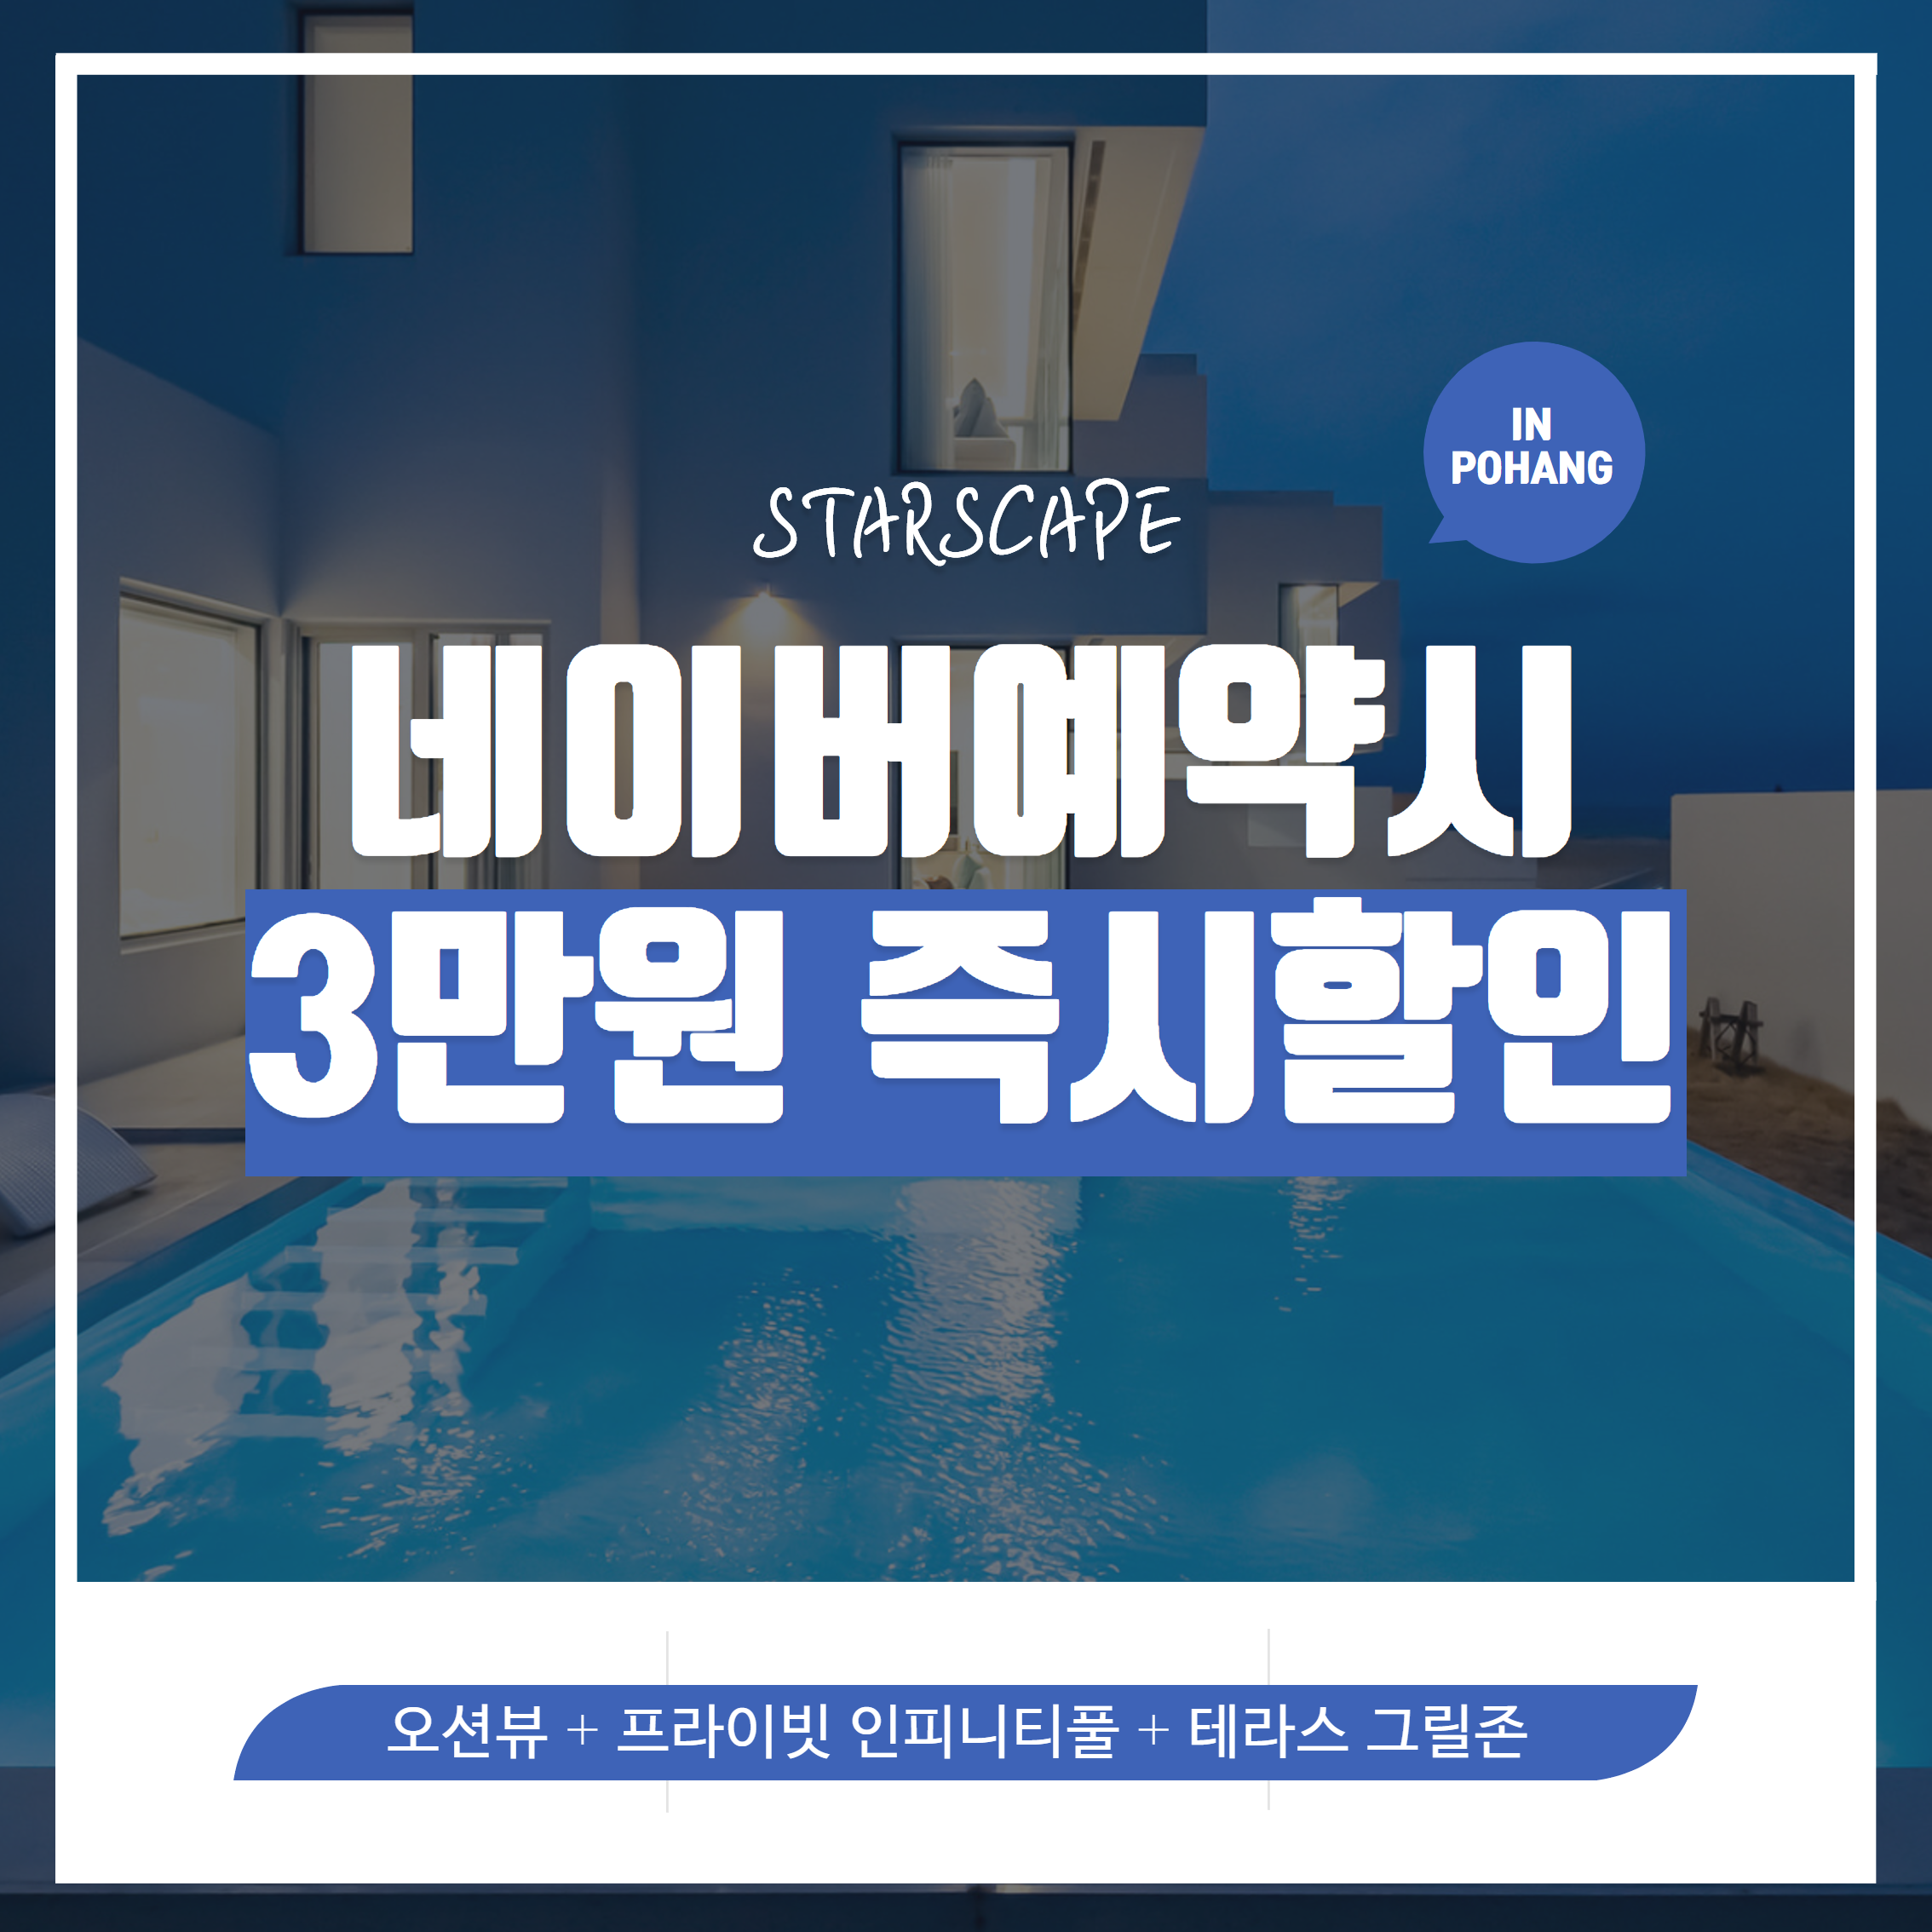 IN
POHANG
STARSCAPE
네이버예약시
3만원 즉시할인
오션뷰 + 프라이빗 인피니티풀 + 테라스 그릴존